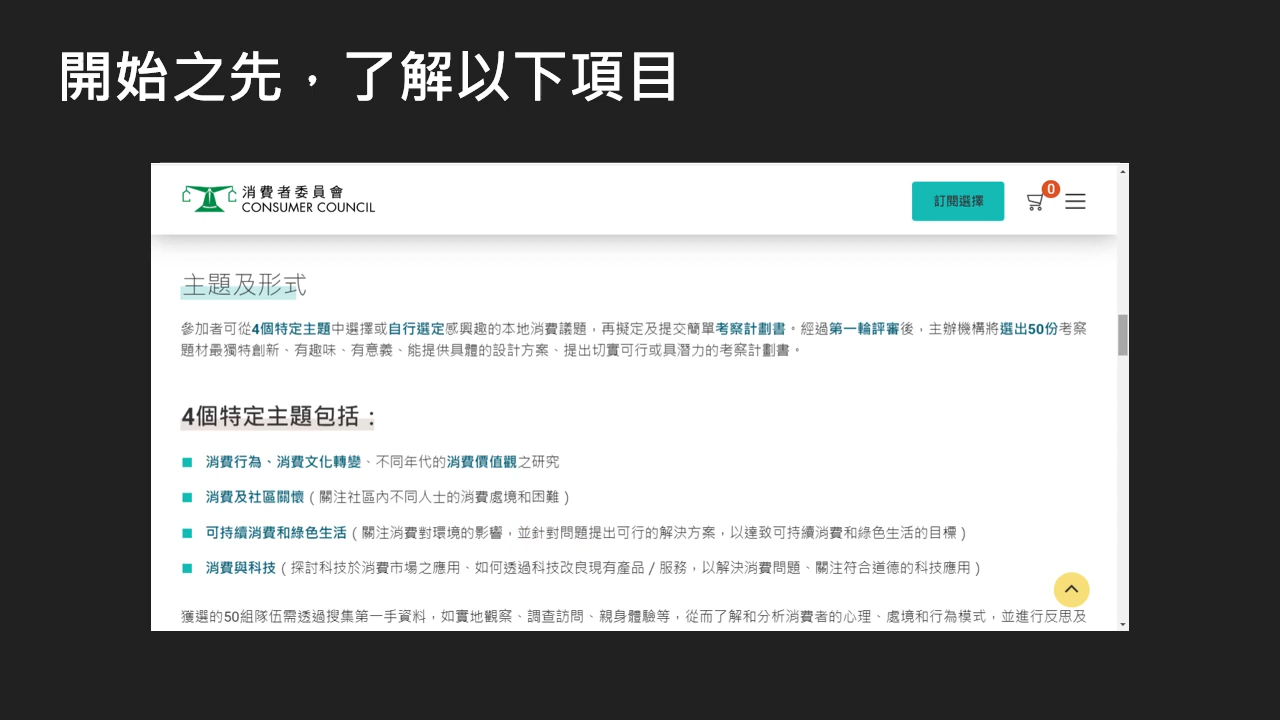 開始之先，了解以下項目
消費者委員會
CONSUMER COUNCIL
訂閱選擇
0
主題及形式
參加者可從4個特定主題中選擇或自行選定感興趣的本地消費議題，再擬定及提交簡單考察計劃書。經過第一輪評審後，主辦機構將選出50份考察
題材最獨特創新、有趣味、有意義、能提供具體的設計方案、提出切實可行或具潛力的考察計劃書。
4個特定主題包括：
消費行為、消費文化轉變、不同年代的消費價值觀之研究
消費及社區關懷（關注社區內不同人士的消費處境和困難）
可持續消費和綠色生活（關注消費對環境的影響，並針對問題提出可行的解決方案，以達致可持續消費和綠色生活的目標）
消費與科技（探討科技於消費市場之應用、如何透過科技改良現有產品 / 服務，以解決消費問題、關注符合道德的科技應用）
獲選的50組隊伍需透過搜集第一手資料，如實地觀察、調查訪問、親身體驗等，從而了解和分析消費者的心理、處境和行為模式，並進行反思及